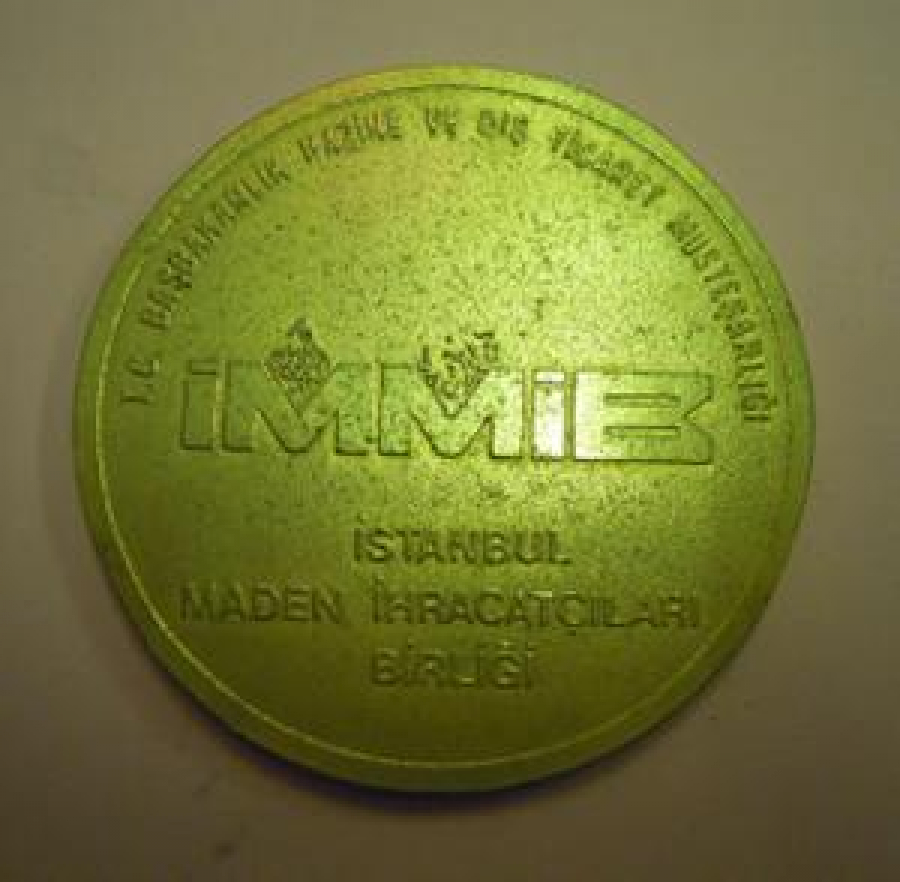 T.C. BAŞBAKANLIK HAZİNE VE DIŞ TİCARET MÜSTEŞARLIĞI
İMMİB
İSTANBUL
MADEN İHRACATÇILARI
BİRLİĞİ